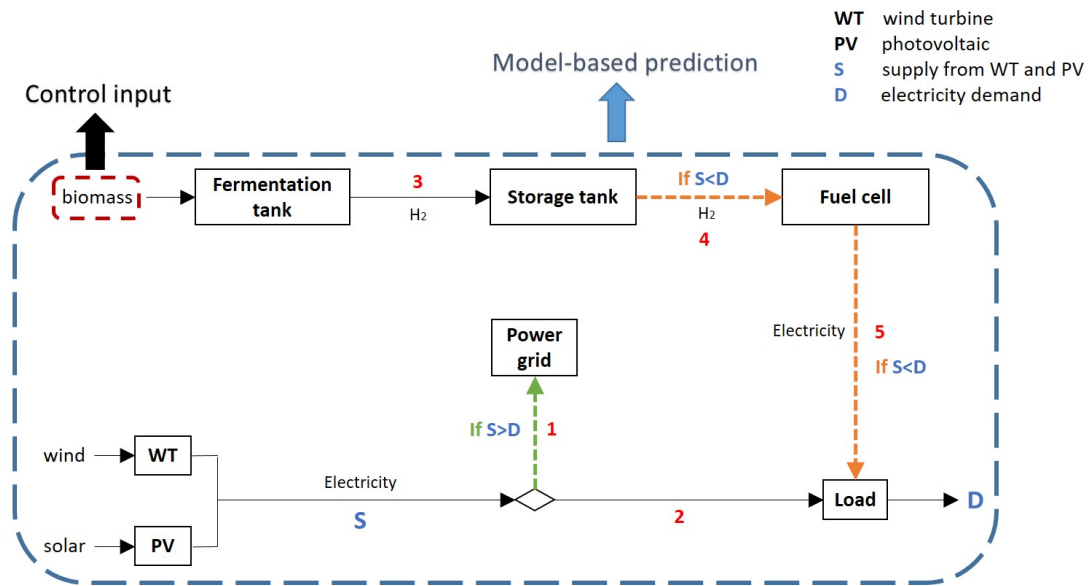 WT wind turbine
PV photovoltaic
S supply from WT and PV
D electricity demand
Model-based prediction
Control input
biomass
Fermentation
tank
3
H₂
Storage tank
If S<D
H₂
4
Fuel cell
Power
grid
Electricity 5
If S<D
If S>D 1
wind
WT
Electricity
S
2
Load
D
solar
PV